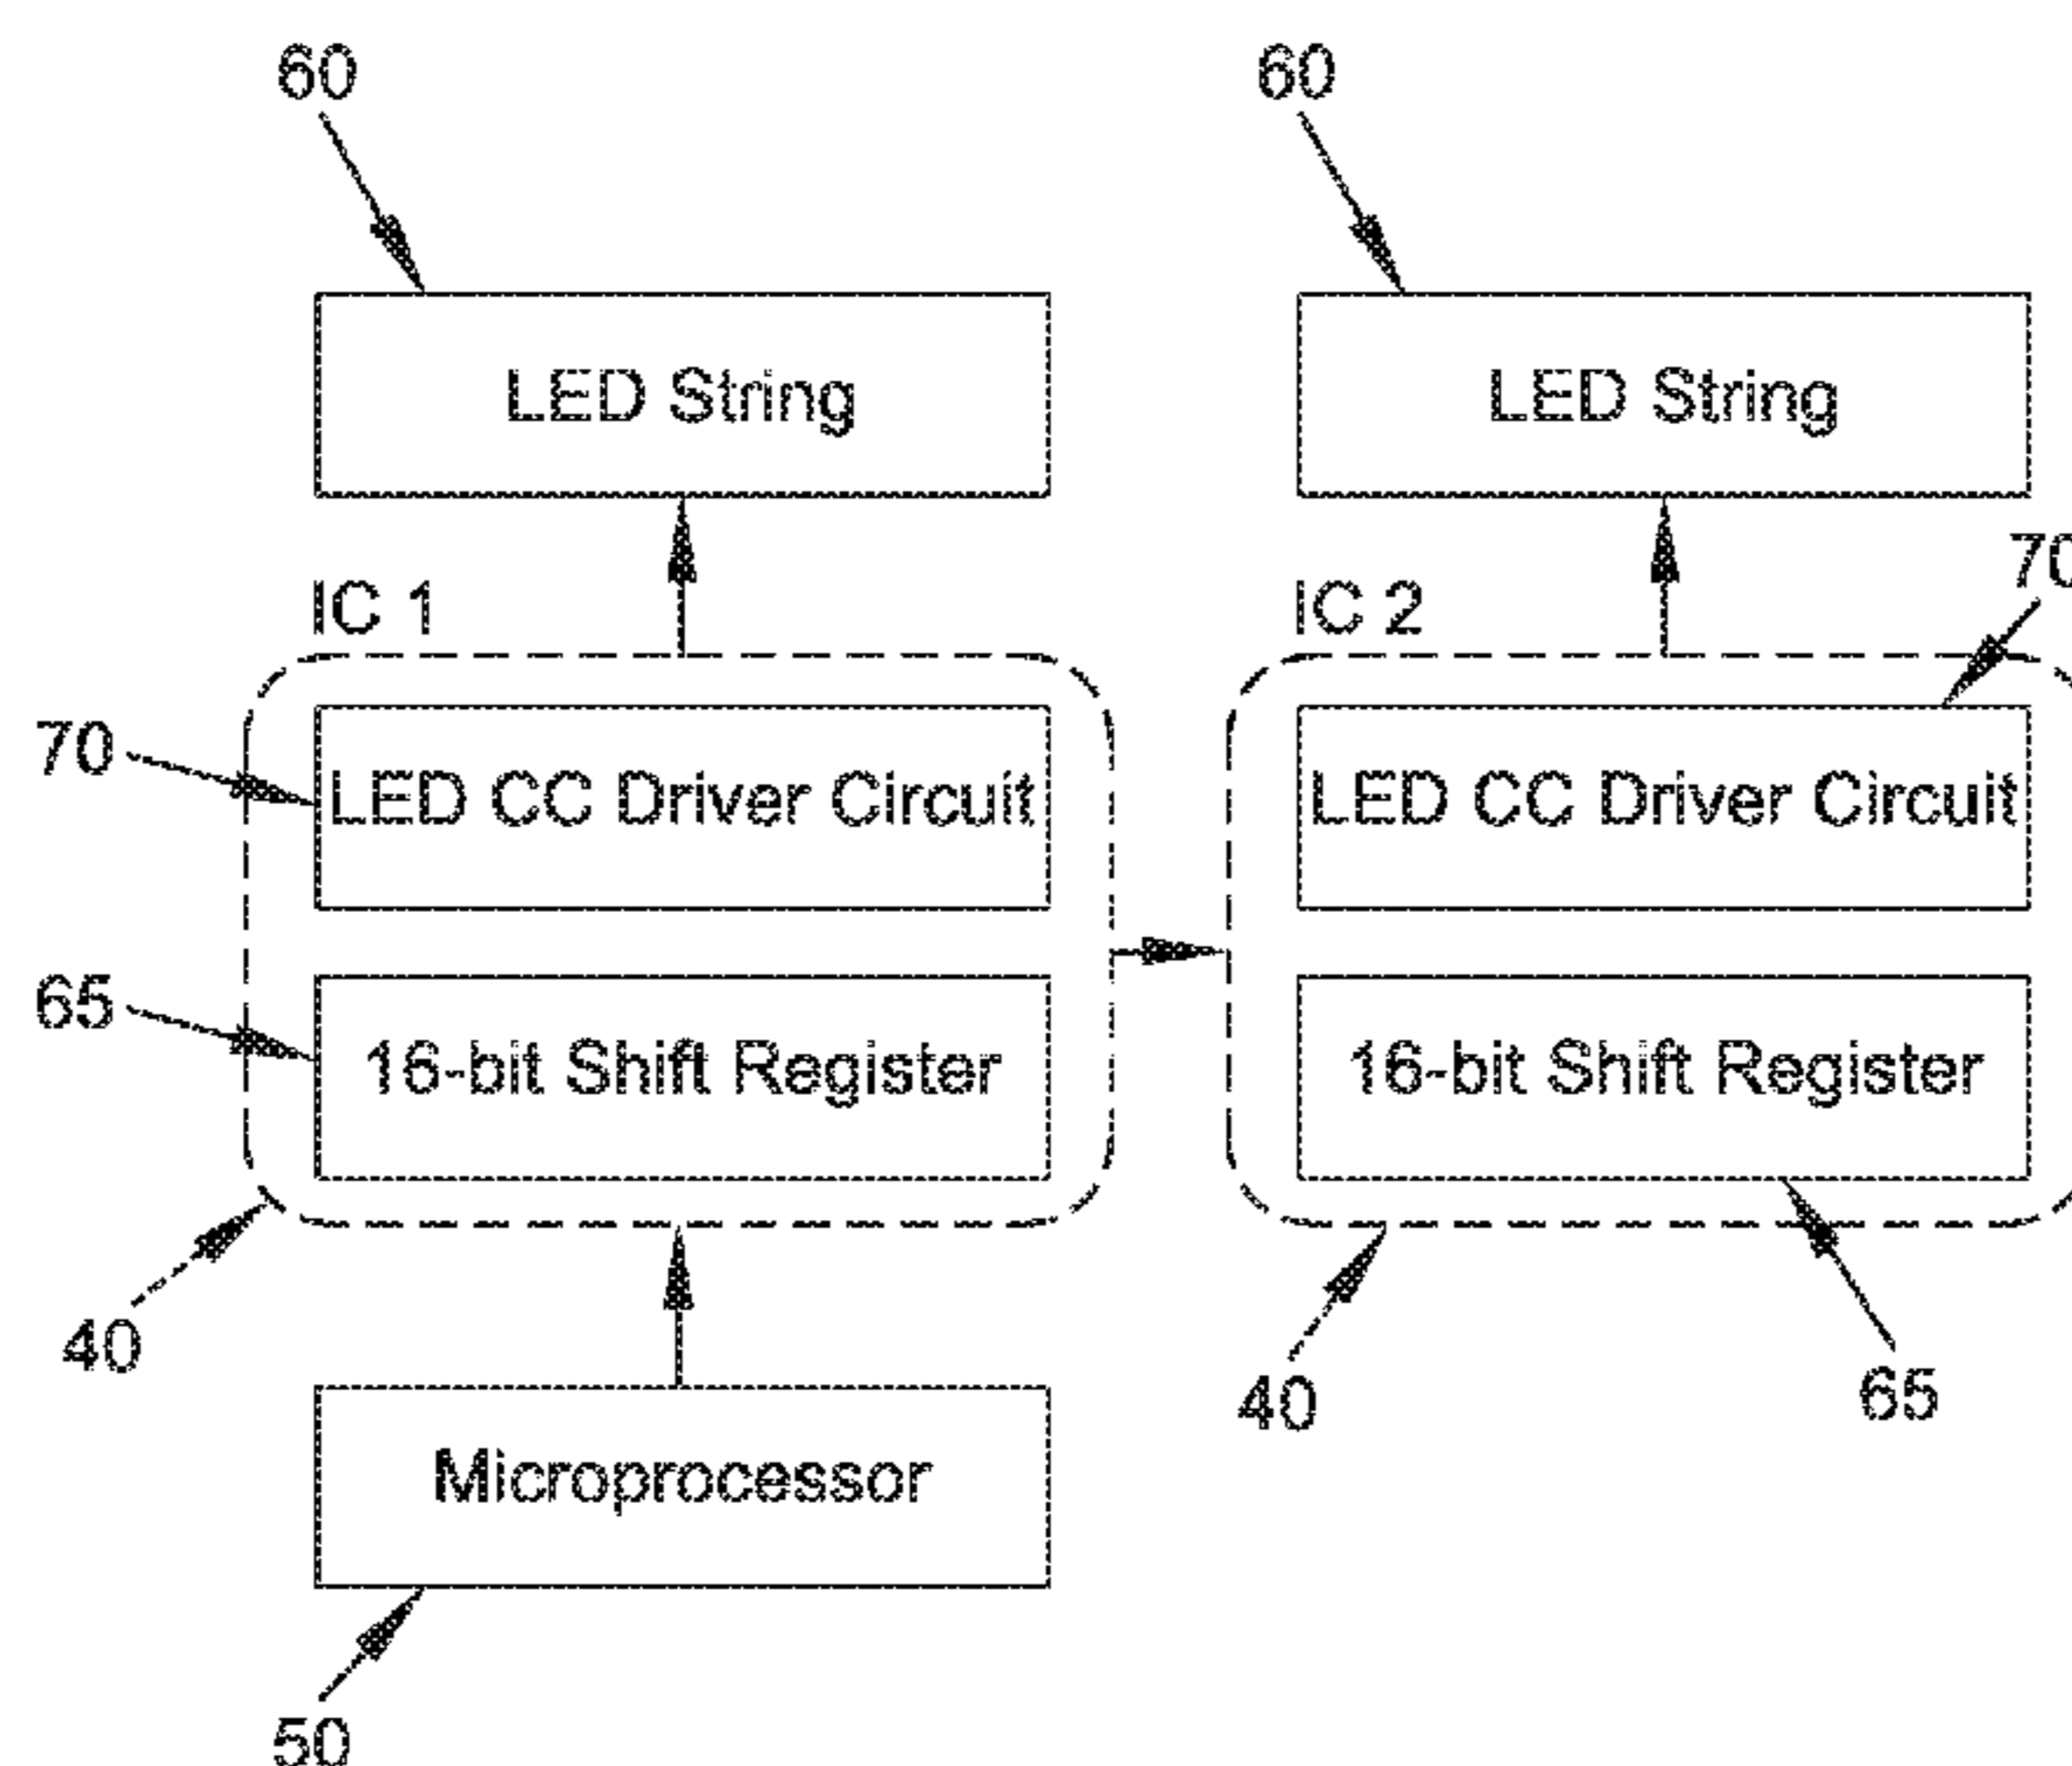 60 60
LED String LED String
70
IC 1 IC 2
70 LED CC Driver Circuit LED CC Driver Circuit
65 16-bit Shift Register 16-bit Shift Register
40 40 65
Microprocessor
50